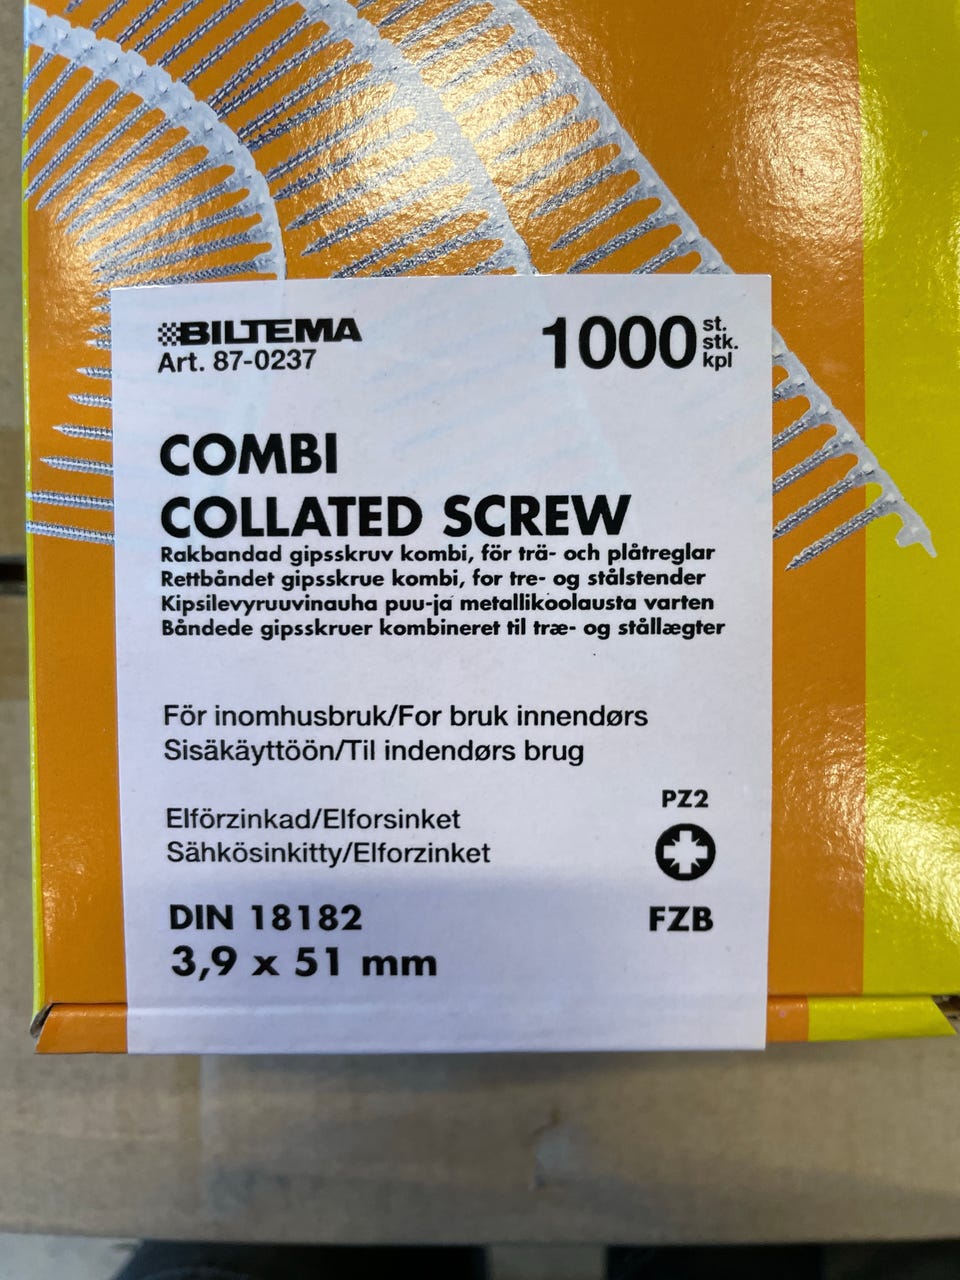 BILTEMA
Art. 87-0237
1000 st.
stk.
kpl
COMBI
COLLATED SCREW
Rakbandad gipsskruv kombi, för trä- och plåtreglar
Rettbåndet gipsskrue kombi, for tre- og stålstender
Kipsilevyruuvinauha puu-ja metallikoolausta varten
Båndede gipsskruer kombineret til træ- og stållægter
För inomhusbruk/For bruk innendørs
Sisäkäyttöön/Til indendørs brug
Elförzinkad/Elforsinket
Sähkösinkitty/Elforzinket
PZ2
DIN 18182
FZB
3,9 x 51 mm